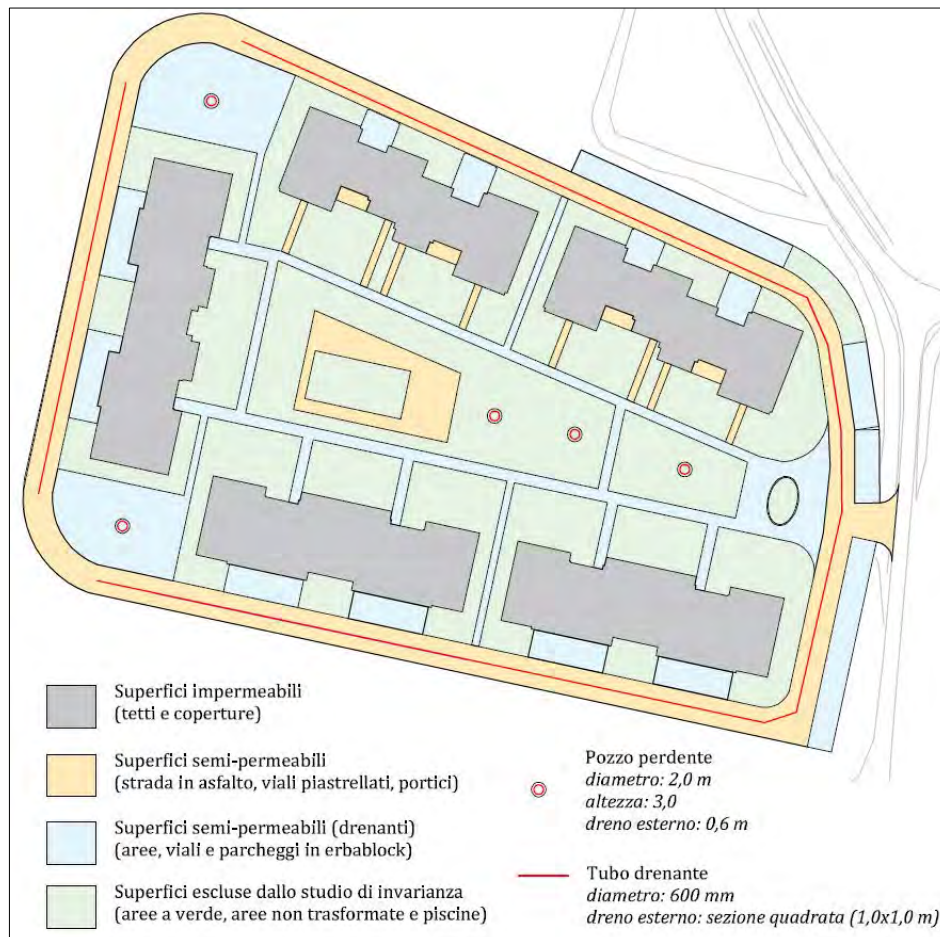 Superfici impermeabili
(tetti e coperture)
Superfici semi-permeabili
(strada in asfalto, viali piastrellati, portici)
Superfici semi-permeabili (drenanti)
(aree, viali e parcheggi in erbablock)
Superfici escluse dallo studio di invarianza
(aree a verde, aree non trasformate e piscine)
Pozzo perdente
diametro: 2,0 m
altezza: 3,0
dreno esterno: 0,6 m
Tubo drenante
diametro: 600 mm
dreno esterno: sezione quadrata (1,0x1,0 m)